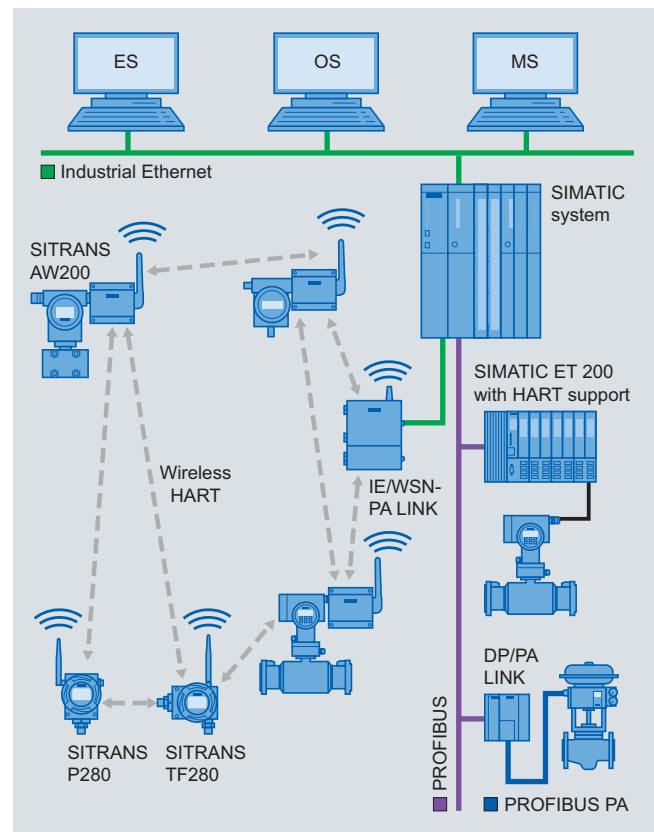 ES
OS
MS
Industrial Ethernet
SIMATIC
system
SITRANS
AW200
SIMATIC ET 200
with HART support
Wireless
HART
IE/WSN-
PA LINK
DP/PA
LINK
SITRANS
P280
SITRANS
TF280
PROFIBUS
PROFIBUS PA